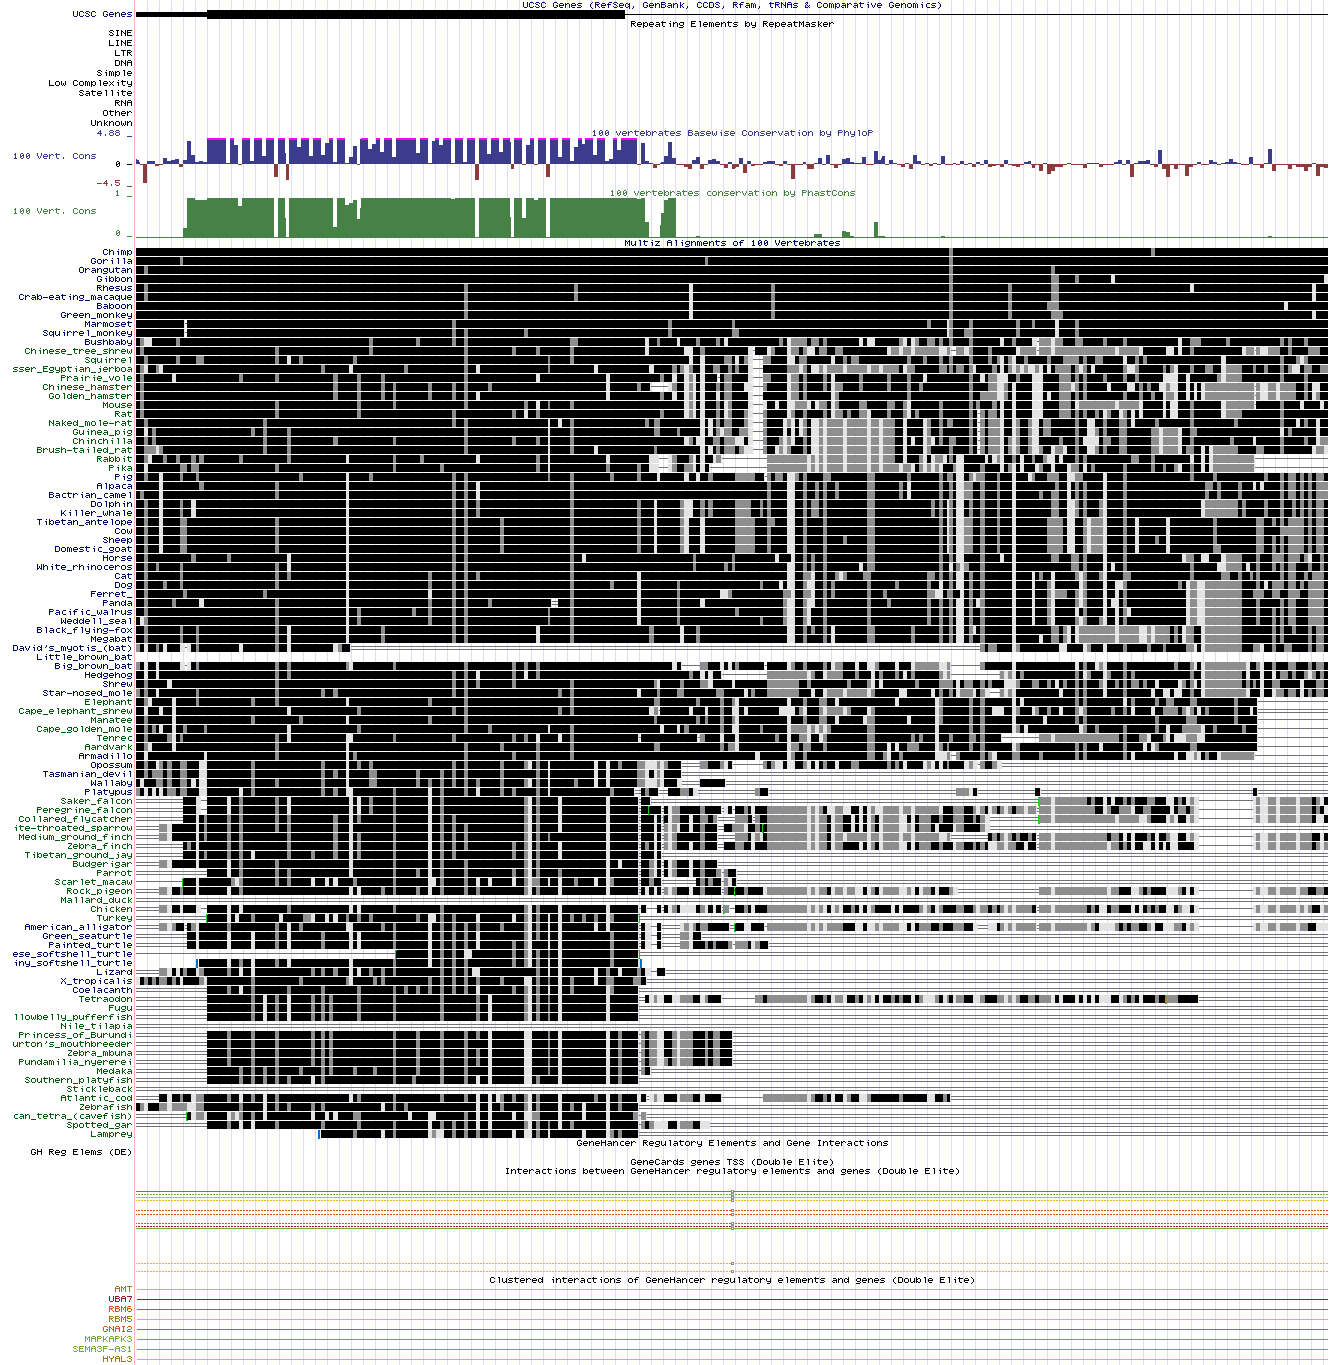 UCSC Genes (RefSeq, GenBank, CCDS, Rfam, tRNAs & Comparative Genomics)
UCSC Genes
Repeating Elements by RepeatMasker
SINE
LINE
LTR
DNA
Simple
Low Complexity
Satellite
RNA
Other
Unknown
100 vertebrates Basewise Conservation by PhyloP
4.88 _
100 Vert. Cons
0 -
-4.5 _
100 vertebrates conservation by PhastCons
1 _
100 Vert. Cons
0 _
Multiz Alignments of 100 Vertebrates
Chimp
Gorilla
Orangutan
Gibbon
Rhesus
Crab-eating_macaque
Baboon
Green_monkey
Marmoset
Squirrel_monkey
Bushbaby
Chinese_tree_shrew
Squirrel
sser_Egyptian_jerboa
Prairie_vole
Chinese_hamster
Golden_hamster
Mouse
Rat
Naked_mole-rat
Guinea_pig
Chinchilla
Brush-tailed_rat
Rabbit
Pika
Pig
Alpaca
Bactrian_camel
Dolphin
Killer_whale
Tibetan_antelope
Cow
Sheep
Domestic_goat
Horse
White_rhinoceros
Cat
Dog
Ferret_
Panda
Pacific_walrus
Weddell_seal
Black_flying-fox
Megabat
David's_myotis_(bat)
Little_brown_bat
Big_brown_bat
Hedgehog
Shrew
Star-nosed_mole
Elephant
Cape_elephant_shrew
Manatee
Cape_golden_mole
Tenrec
Aardvark
Armadillo
Opossum
Tasmanian_devil
Wallaby
Platypus
Saker_falcon
Peregrine_falcon
Collared_flycatcher
ite-throated_sparrow
Medium_ground_finch
Zebra_finch
Tibetan_ground_jay
Budgerigar
Parrot
Scarlet_macaw
Rock_pigeon
Mallard_duck
Chicken
Turkey
American_alligator
Green_seaturtle
Painted_turtle
ese_softshell_turtle
iny_softshell_turtle
Lizard
X_tropicalis
Coelacanth
Tetraodon
Fugu
llowbelly_pufferfish
Nile_tilapia
Princess_of_Burundi
urton's_mouthbreeder
Zebra_mbuna
Pundamilia_nyererei
Medaka
Southern_platyfish
Stickleback
Atlantic_cod
Zebrafish
can_tetra_(cavefish)
Spotted_gar
Lamprey
GeneHancer Regulatory Elements and Gene Interactions
GH Reg Elems (DE)
GeneCards genes TSS (Double Elite)
Interactions between GeneHancer regulatory elements and genes (Double Elite)
Clustered interactions of GeneHancer regulatory elements and genes (Double Elite)
AMT
UBA7
RBM6
RBM5
GNAI2
MAPKAPK3
SEMA3F-AS1
HYAL3